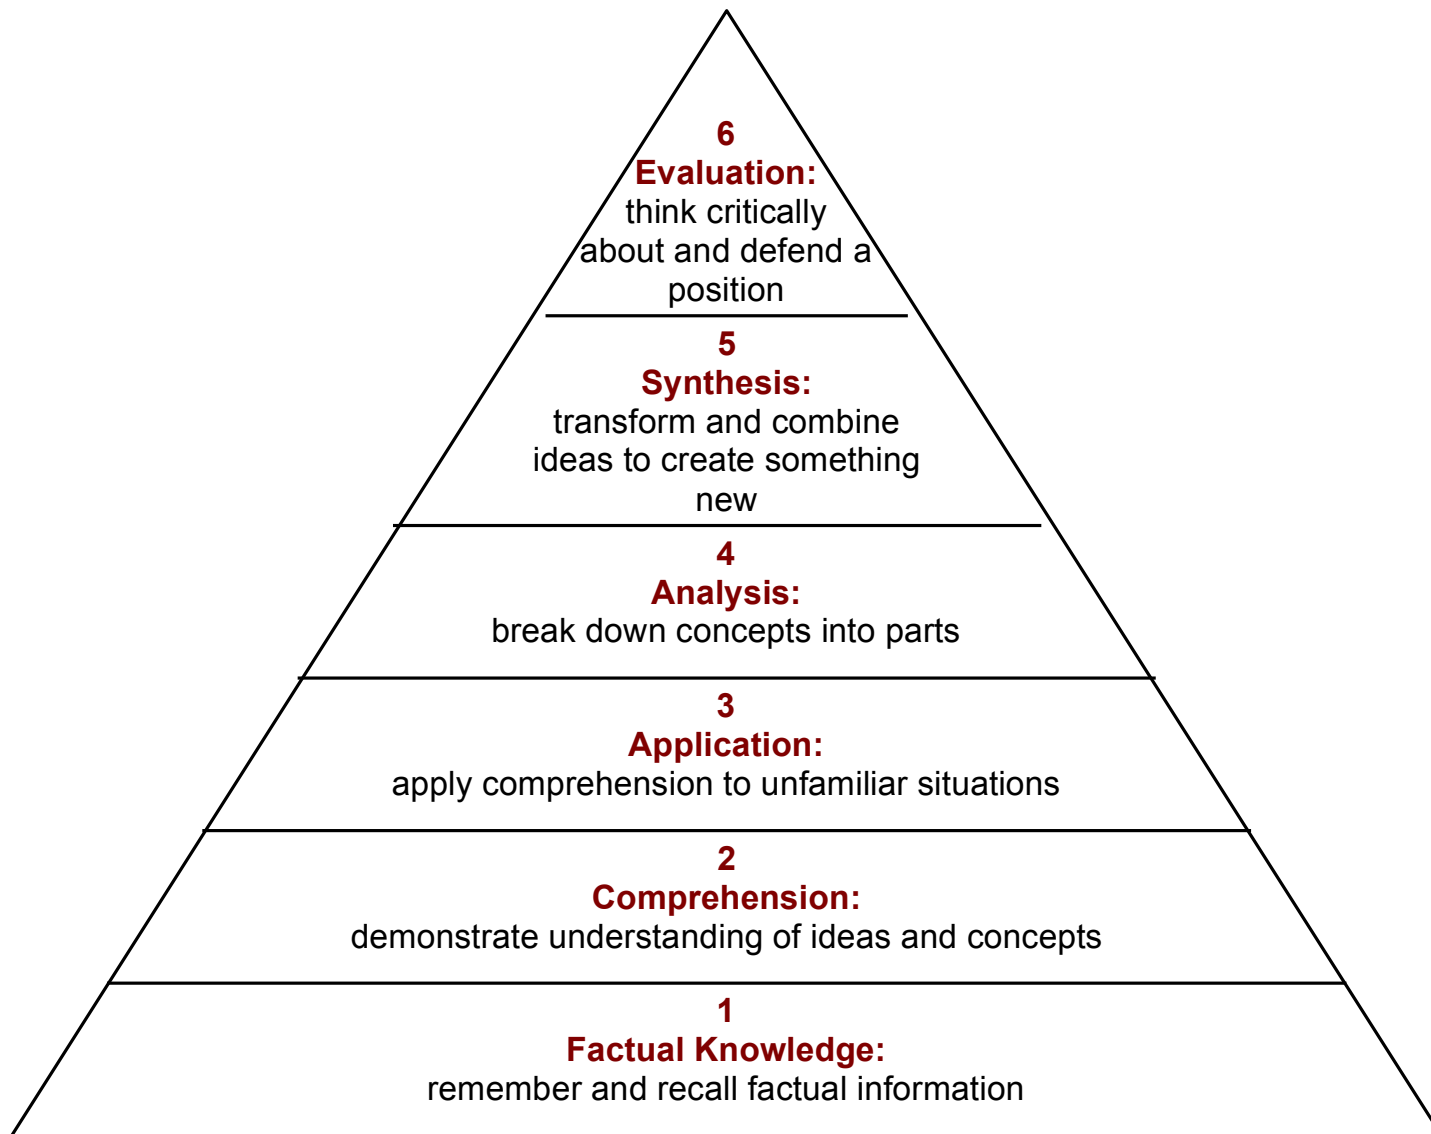 6
Evaluation:
think critically
about and defend a
position
5
Synthesis:
transform and combine
ideas to create something
new
4
Analysis:
break down concepts into parts
3
Application:
apply comprehension to unfamiliar situations
2
Comprehension:
demonstrate understanding of ideas and concepts
1
Factual Knowledge:
remember and recall factual information